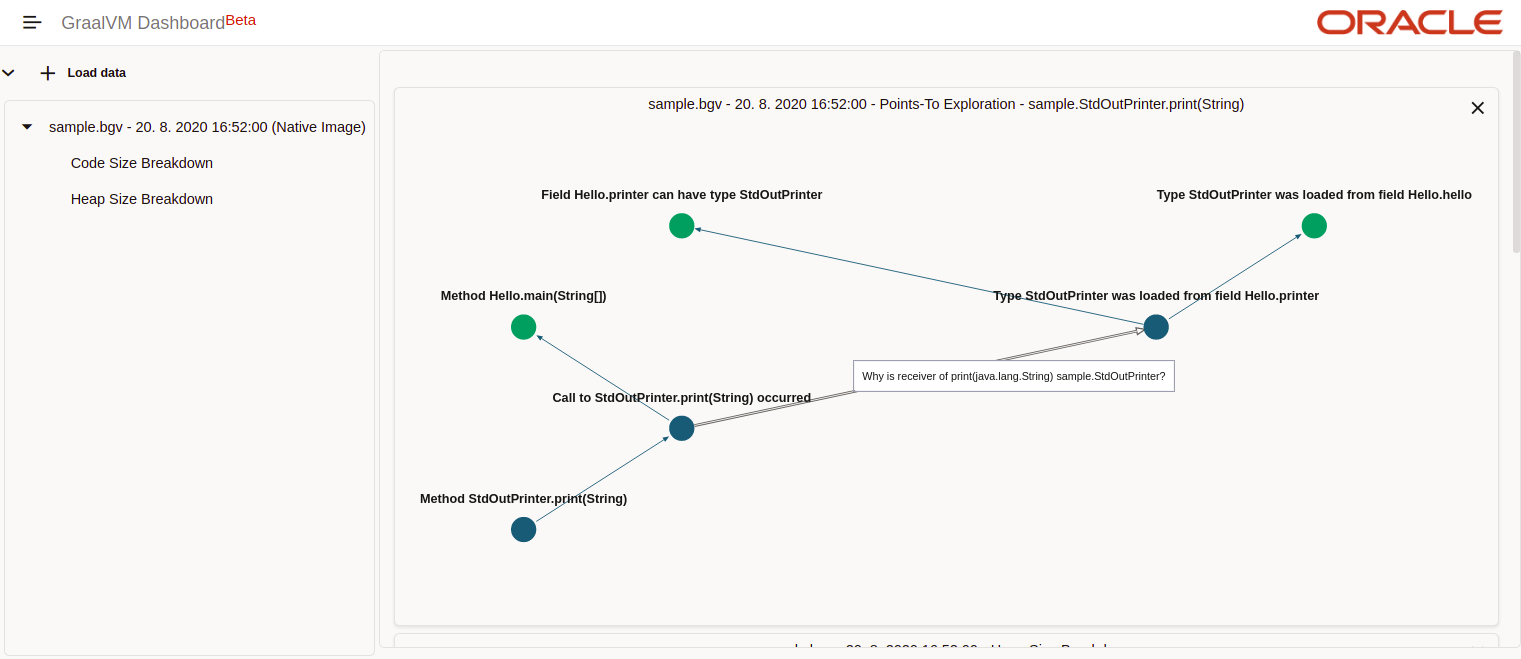 GraalVM Dashboard Beta
ORACLE
Load data
sample.bgv - 20. 8. 2020 16:52:00 (Native Image)
Code Size Breakdown
Heap Size Breakdown
sample.bgv - 20. 8. 2020 16:52:00 - Points-To Exploration - sample.StdOutPrinter.print(String)
Field Hello.printer can have type StdOutPrinter
Type StdOutPrinter was loaded from field Hello.hello
Method Hello.main(String[])
Type StdOutPrinter was loaded from field Hello.printer
Why is receiver of print(java.lang.String) sample.StdOutPrinter?
Call to StdOutPrinter.print(String) occurred
Method StdOutPrinter.print(String)